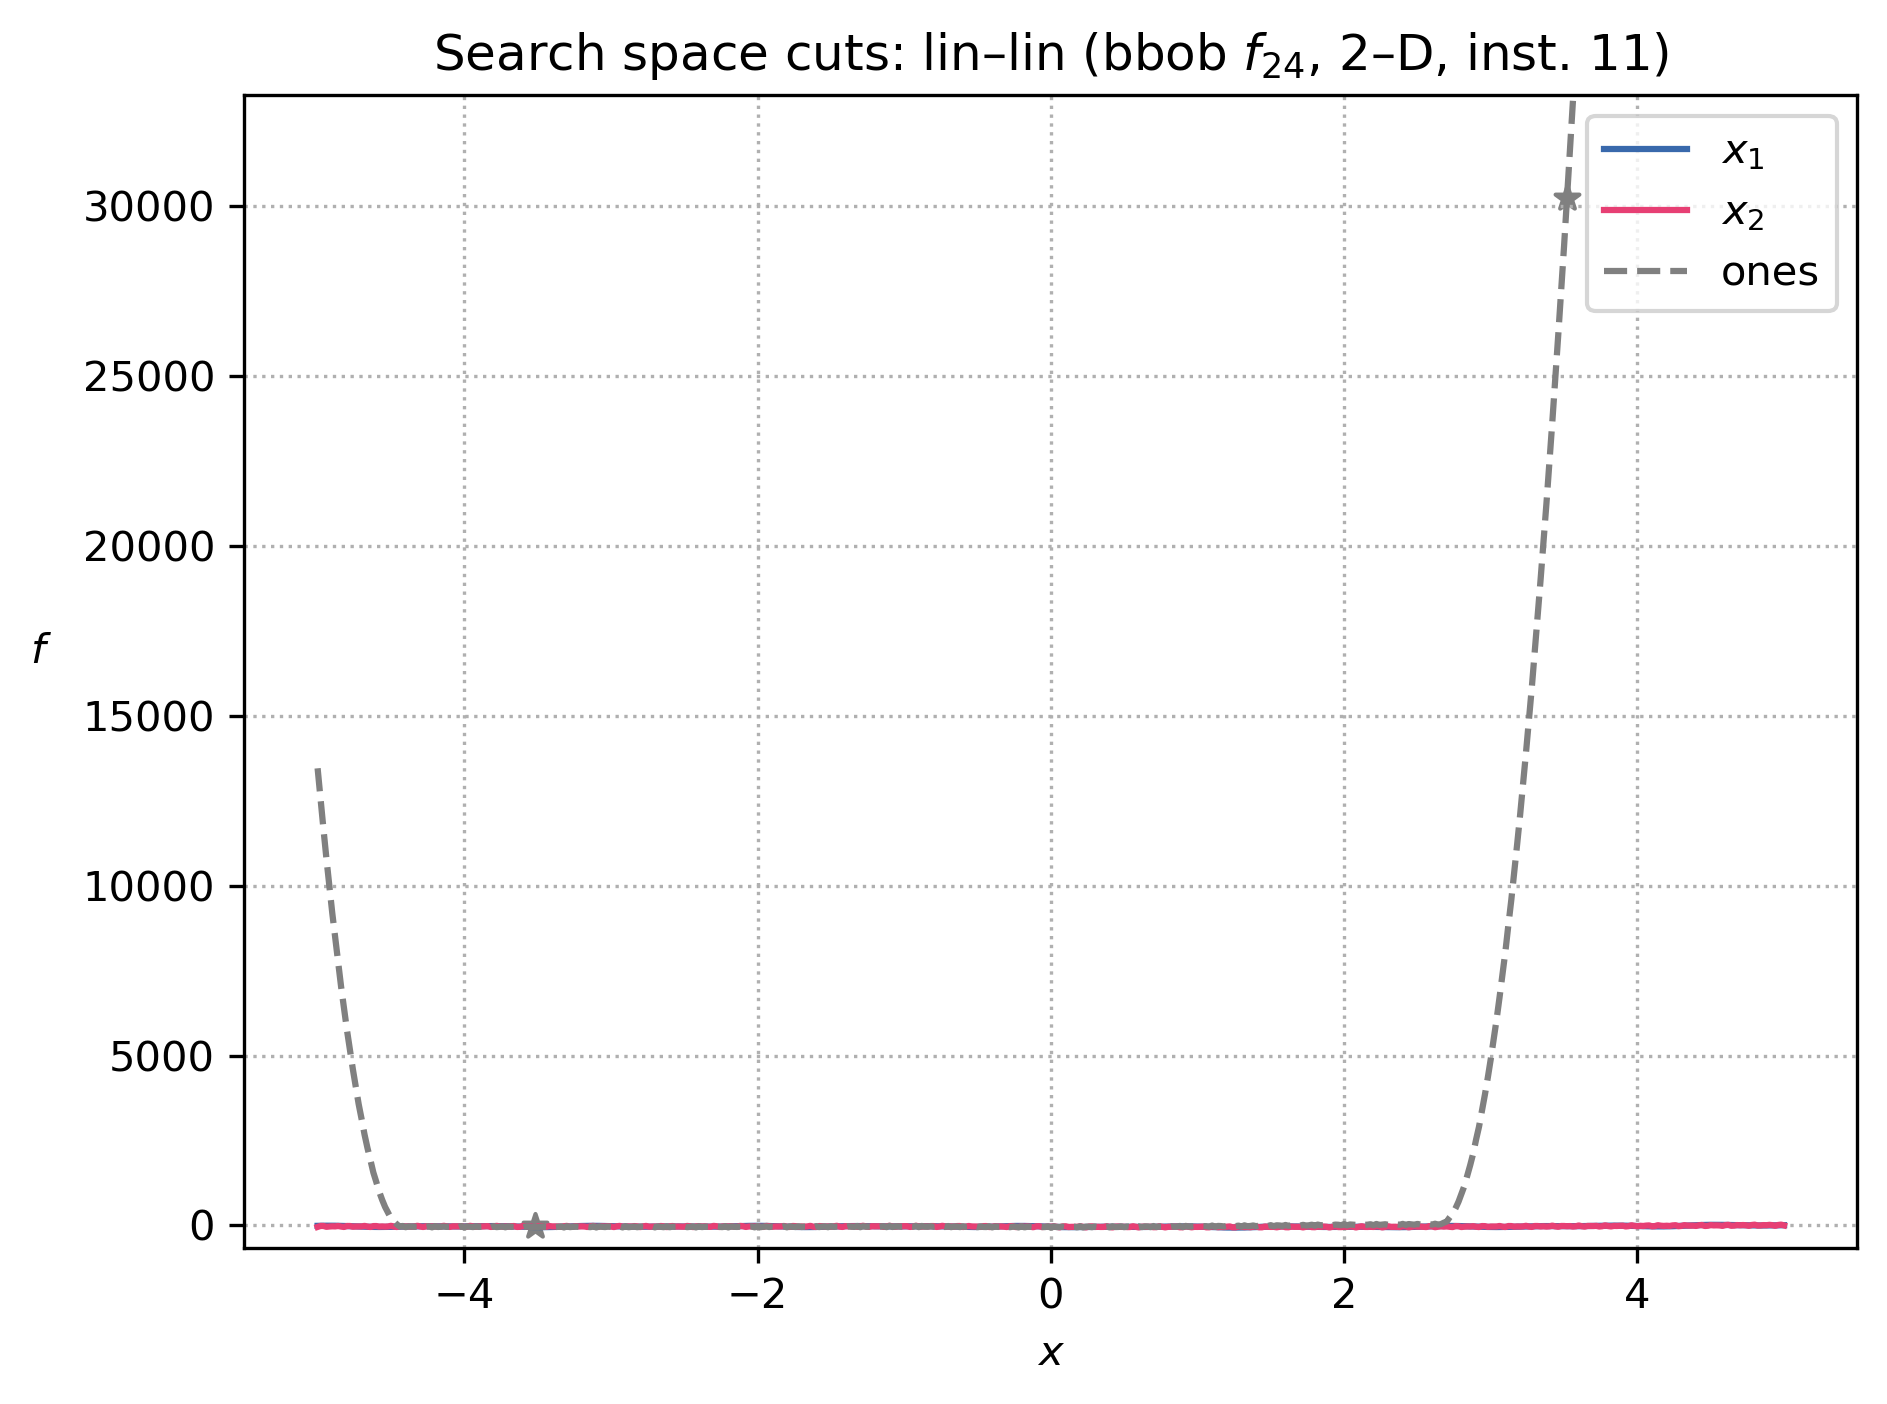 Search space cuts: lin–lin (bbob f₂₄, 2–D, inst. 11)
x₁
x₂
ones
30000
25000
20000
15000
10000
5000
0
f
−4 −2 0 2 4
x